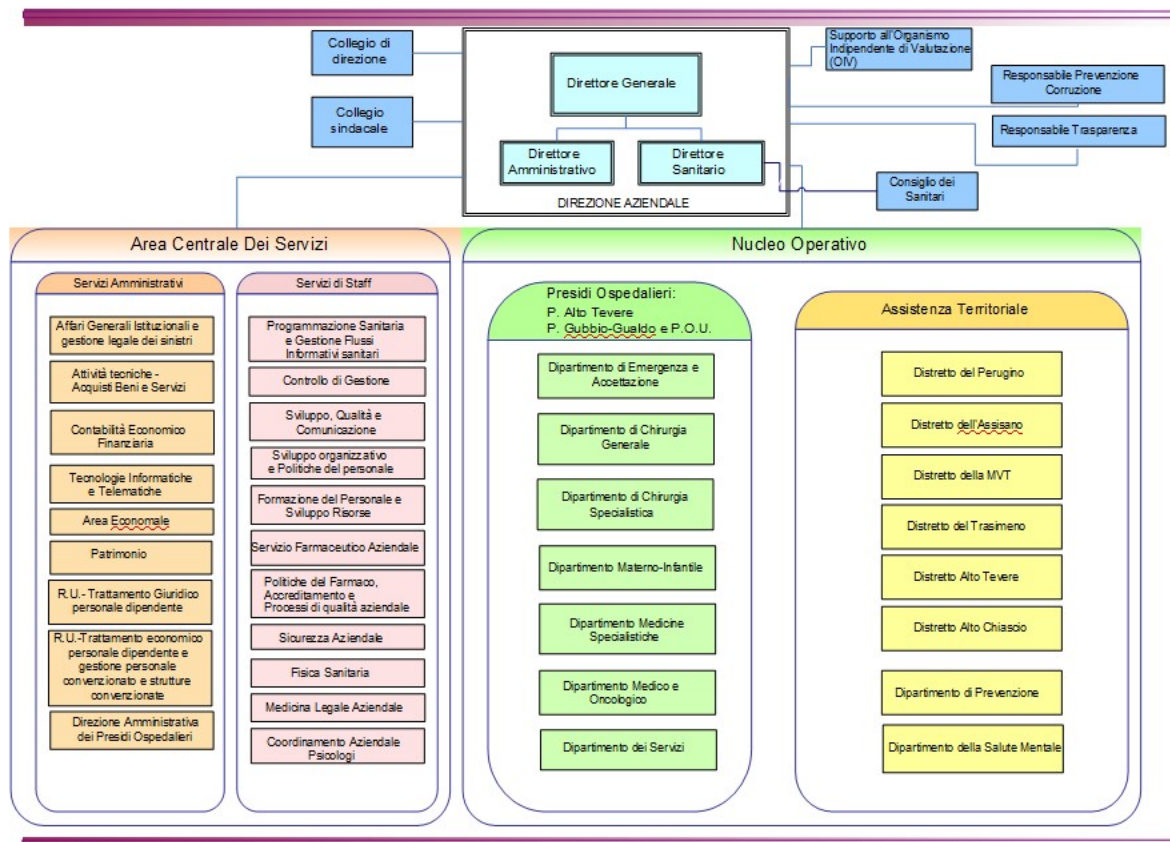 Collegio di
direzione
Collegio
sindacale
Direttore Generale
Direttore
Amministrativo
Direttore
Sanitario
DIREZIONE AZIENDALE
Supporto all'Organismo
Indipendente di Valutazione
(OIV)
Responsabile Prevenzione
Corruzione
Responsabile Trasparenza
Consiglio dei
Sanitari
Area Centrale Dei Servizi
Servizi Amministrativi
Affari Generali Istituzionali e
gestione legale dei sinistri
Attività tecniche -
Acquisti Beni e Servizi
Contabilità Economico
Finanziaria
Tecnologie Informatiche
e Telematiche
Area Economale
Patrimonio
R.U.- Trattamento Giuridico
personale dipendente
R.U.-Trattamento economico
personale dipendente e
gestione personale
convenzionato e strutture
convenzionate
Direzione Amministrativa
dei Presidi Ospedalieri
Servizi di Staff
Programmazione Sanitaria
e Gestione Flussi
Informativi sanitari
Controllo di Gestione
Sviluppo, Qualità e
Comunicazione
Sviluppo organizzativo
e Politiche del personale
Formazione del Personale e
Sviluppo Risorse
Servizio Farmaceutico Aziendale
Politiche del Farmaco,
Accreditamento e
Processi di qualità aziendale
Sicurezza Aziendale
Fisica Sanitaria
Medicina Legale Aziendale
Coordinamento Aziendale
Psicologi
Nucleo Operativo
Presidi Ospedalieri:
P. Alto Tevere
P. Gubbio-Gualdo e P.O.U.
Dipartimento di Emergenza e
Accettazione
Dipartimento di Chirurgia
Generale
Dipartimento di Chirurgia
Specialistica
Dipartimento Materno-Infantile
Dipartimento Medicine
Specialistiche
Dipartimento Medico e
Oncologico
Dipartimento dei Servizi
Assistenza Territoriale
Distretto del Perugino
Distretto dell'Assisano
Distretto della MVT
Distretto del Trasimeno
Distretto Alto Tevere
Distretto Alto Chiascio
Dipartimento di Prevenzione
Dipartimento della Salute Mentale